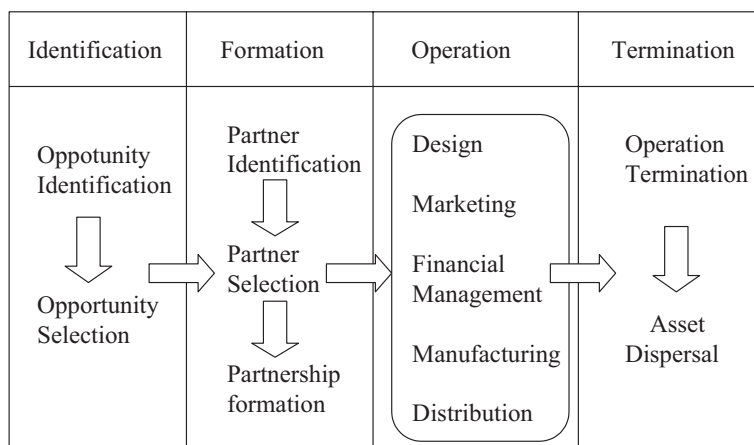 Identification
Formation
Operation
Termination
Oppotunity
Identification
Opportunity
Selection
Partner
Identification
Partner
Selection
Partnership
formation
Design
Marketing
Financial
Management
Manufacturing
Distribution
Operation
Termination
Asset
Dispersal